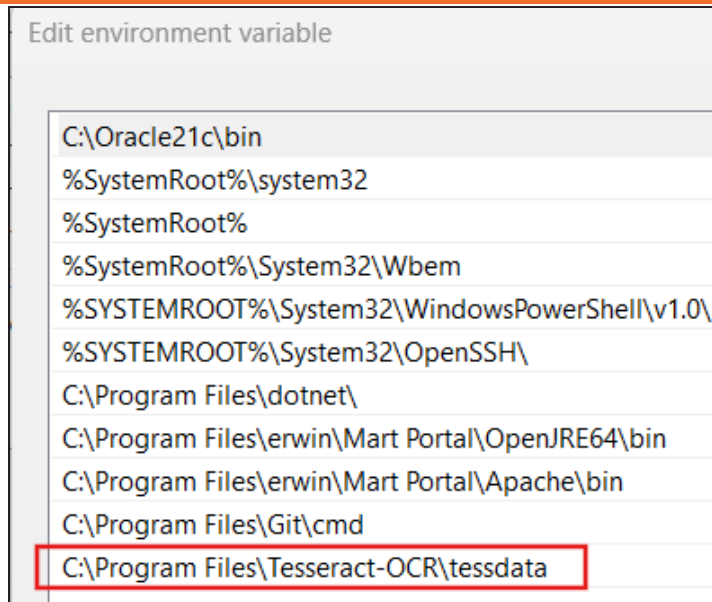 Edit environment variable
C:\Oracle21c\bin
%SystemRoot%\system32
%SystemRoot%
%SystemRoot%\System32\Wbem
%SYSTEMROOT%\System32\WindowsPowerShell\v1.0\
%SYSTEMROOT%\System32\OpenSSH\
C:\Program Files\dotnet\
C:\Program Files\erwin\Mart Portal\OpenJRE64\bin
C:\Program Files\erwin\Mart Portal\Apache\bin
C:\Program Files\Git\cmd
C:\Program Files\Tesseract-OCR\tessdata